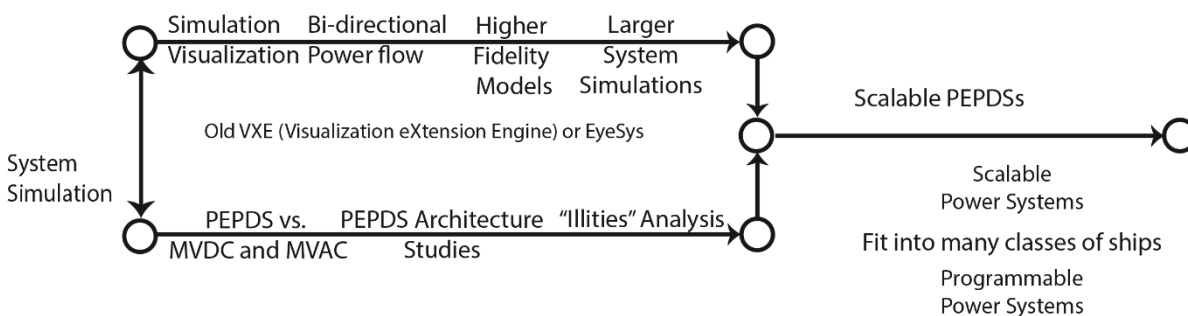 Simulation Visualization
Bi-directional Power flow
Higher Fidelity Models
Larger System Simulations
Scalable PEPDSs
Old VXE (Visualization eXtension Engine) or EyeSys
System
Simulation
PEPDS vs.
MVDC and MVAC
PEPDS Architecture
Studies
“Illities” Analysis
Scalable
Power Systems
Fit into many classes of ships
Programmable
Power Systems